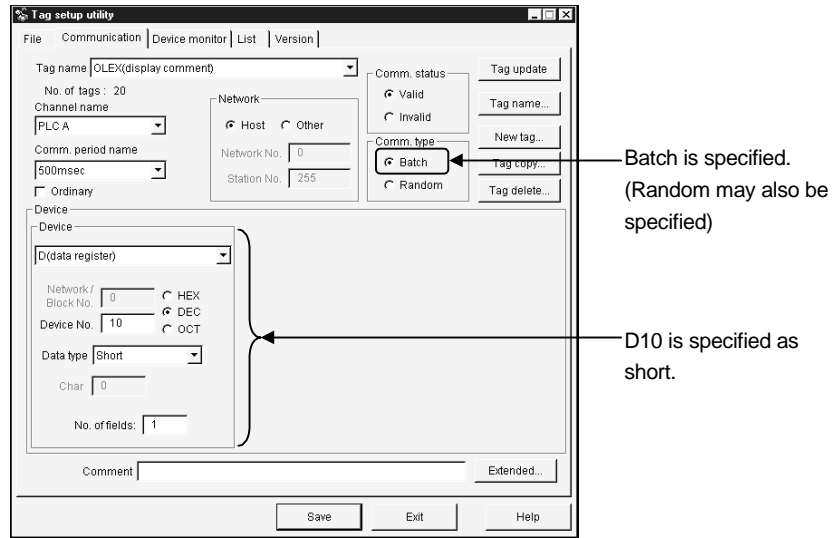 Tag setup utility
File Communication Device monitor List Version
Tag name OLEX(display comment)
No. of tags : 20
Channel name
PLC A
Comm. period name
500msec
Ordinary
Network
Host Other
Network No. 0
Station No. 255
Comm. status
Valid
Invalid
Comm. type
Batch
Random
Tag update
Tag name...
New tag...
Tag copy...
Tag delete...
Device
Device
D(data register)
Network /
Block No. 0
HEX
DEC
OCT
Device No. 10
Data type Short
Char 0
No. of fields: 1
Comment
Extended...
Save Exit Help
Batch is specified.
(Random may also be
specified)
D10 is specified as
short.